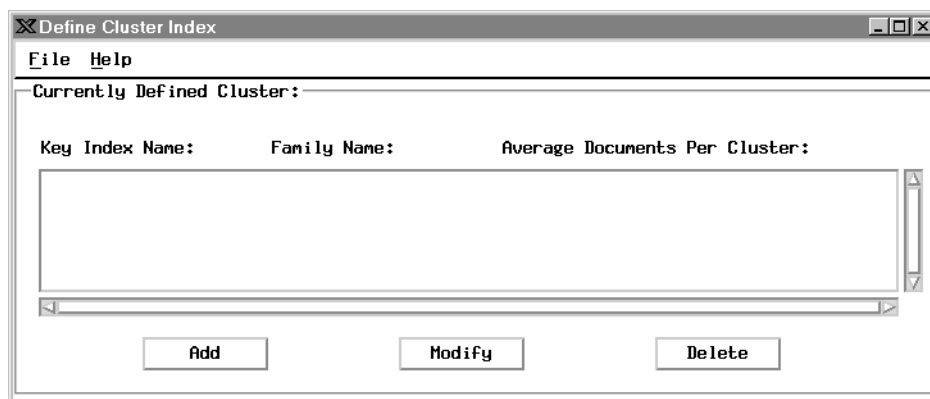 Define Cluster Index
File Help
Currently Defined Cluster:
Key Index Name: Family Name: Average Documents Per Cluster:
Add Modify Delete